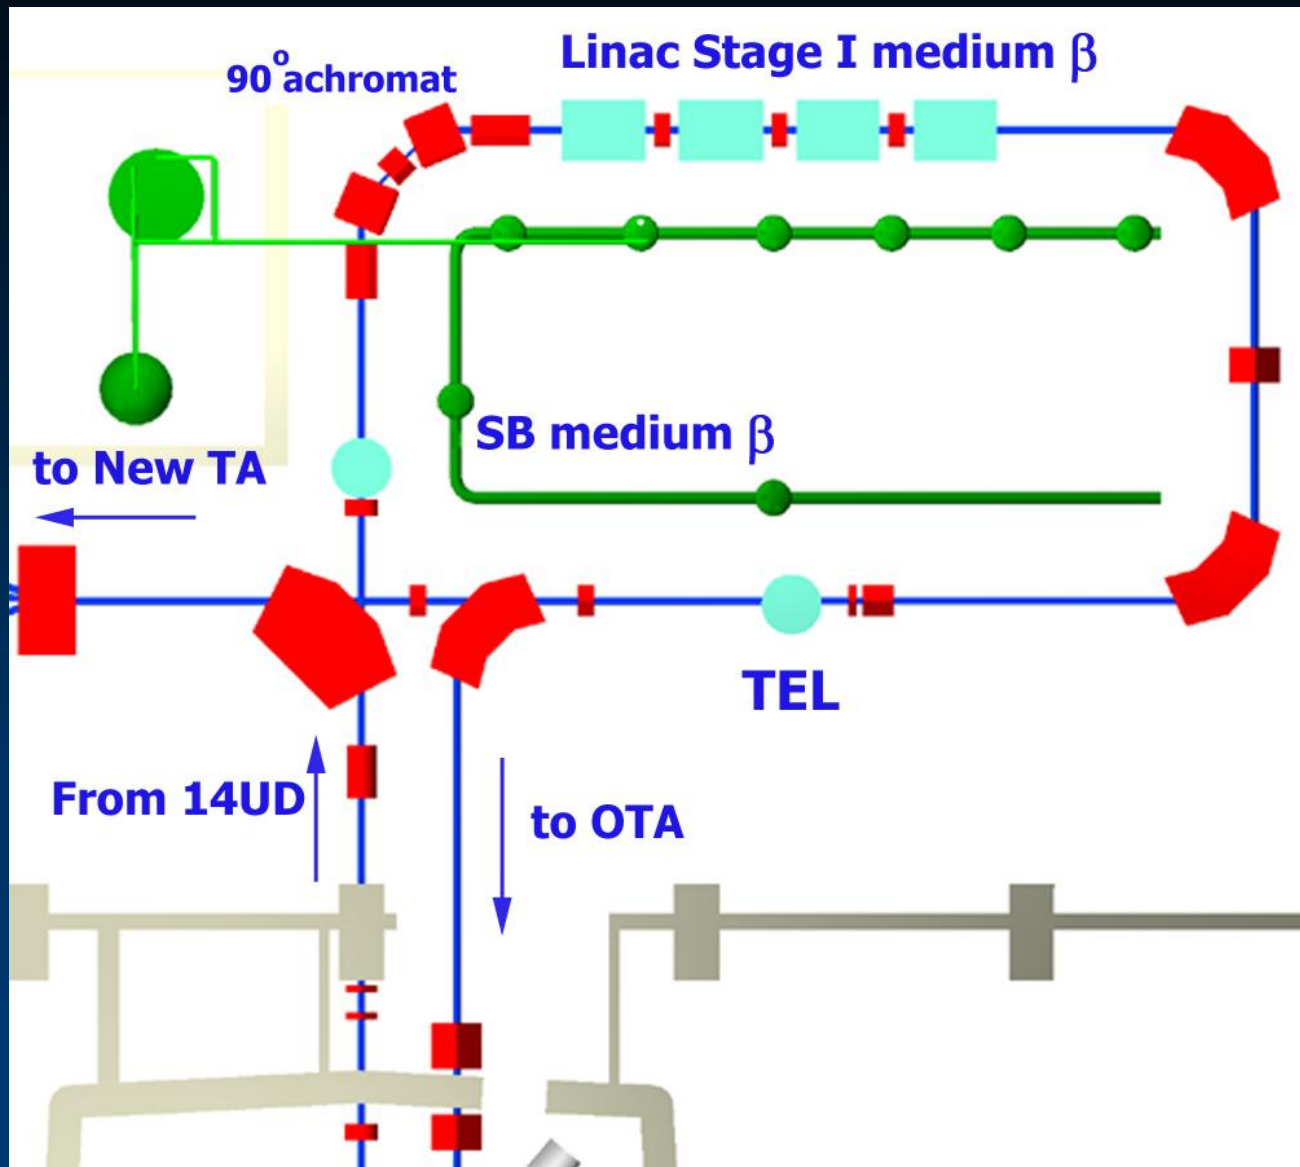 Linac Stage I medium β
90° achromat
SB medium β
to New TA
TEL
From 14UD
to OTA